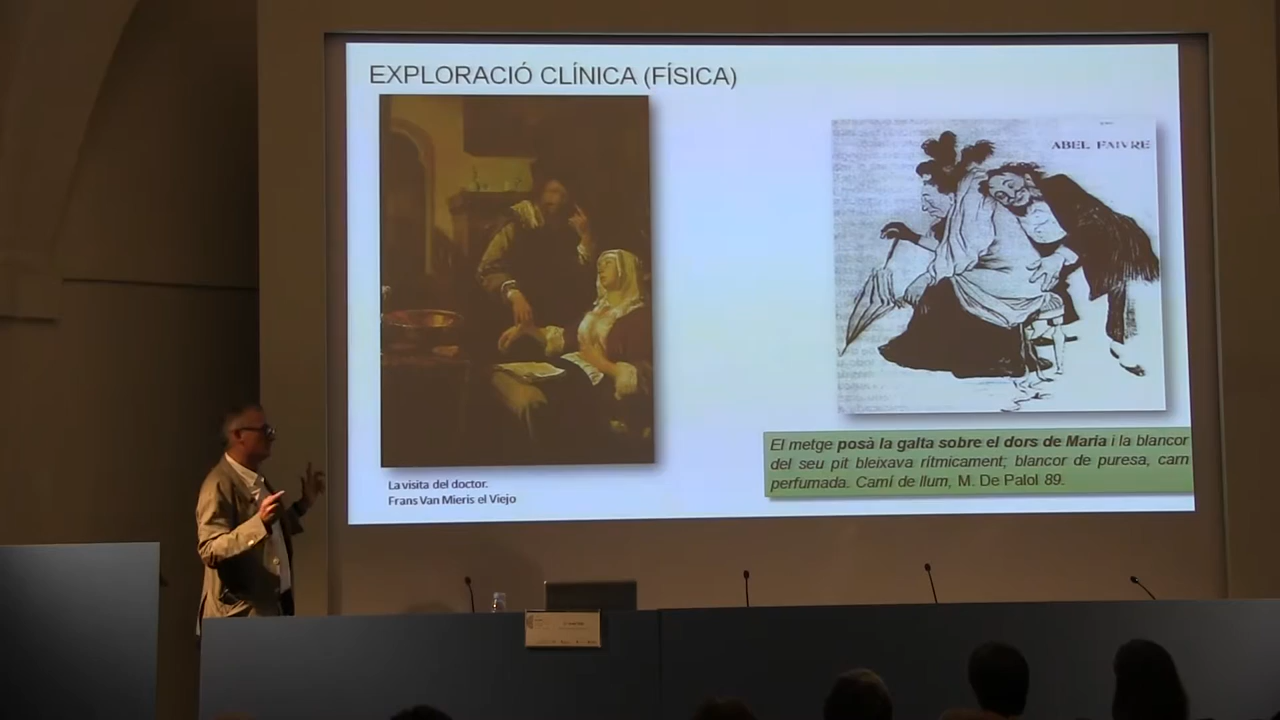 EXPLORACIÓ CLÍNICA (FÍSICA)
ABEL FAIVRE
La visita del doctor.
Frans Van Mieris el Viejo
El metge posà la galta sobre el dors de Maria i la blancor
del seu pit bleixava rítmicament; blancor de puresa, carn
perfumada. Camí de llum, M. De Palol 89.